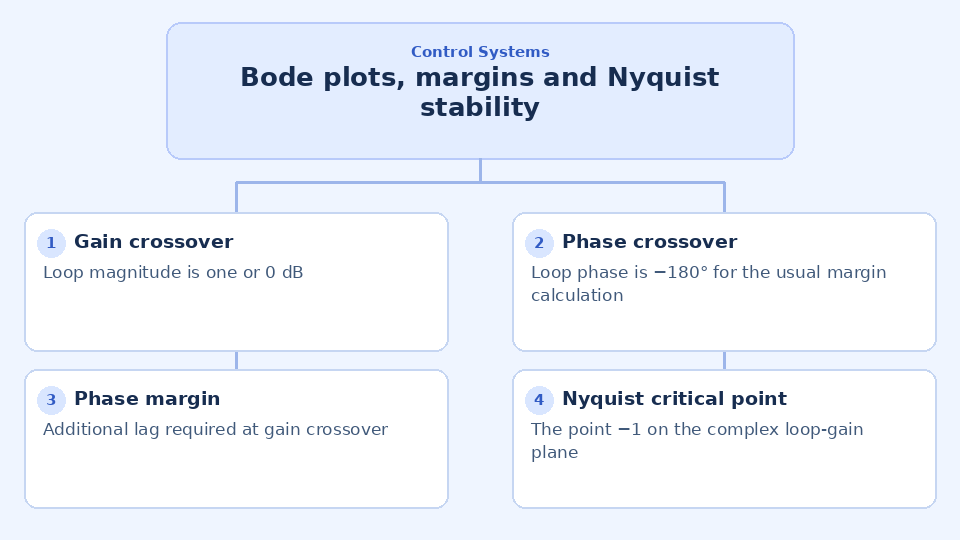 Control Systems
Bode plots, margins and Nyquist
stability
1 Gain crossover
Loop magnitude is one or 0 dB
2 Phase crossover
Loop phase is −180° for the usual margin
calculation
3 Phase margin
Additional lag required at gain crossover
4 Nyquist critical point
The point −1 on the complex loop-gain
plane